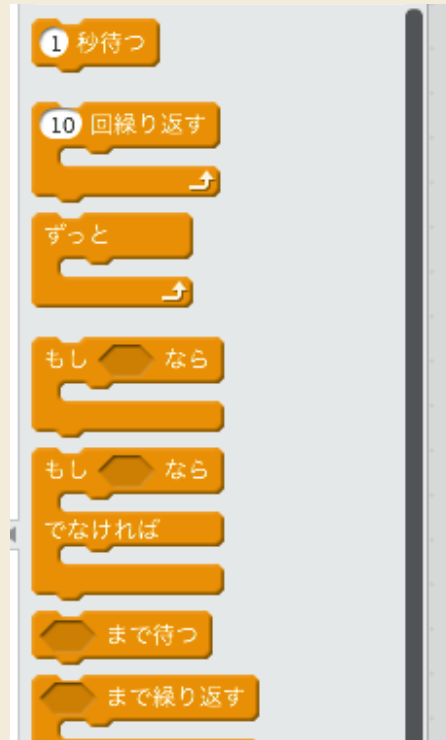 1 秒待つ
10 回繰り返す
ずっと
もし なら
もし なら
でなければ
まで待つ
まで繰り返す